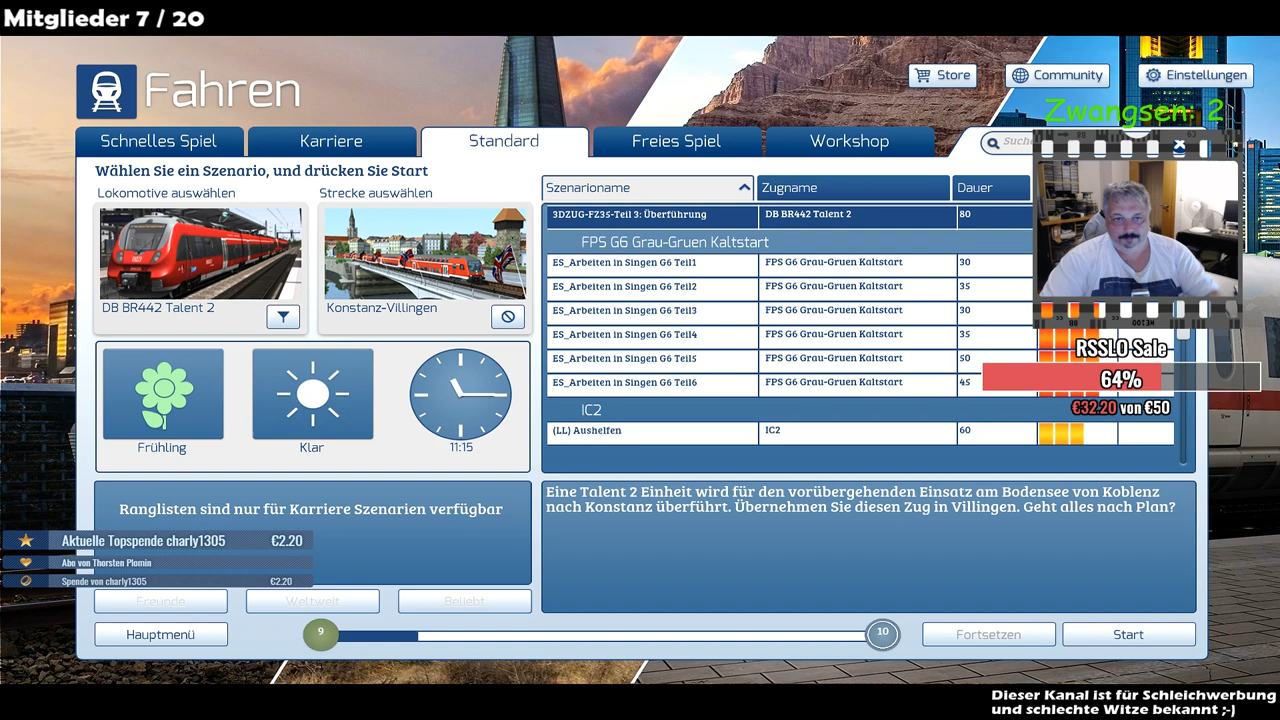 Mitglieder 7 / 20
Fahren
Store
Community
Einstellungen
Zwangsen: 2
Schnelles Spiel
Karriere
Standard
Freies Spiel
Workshop
Suche
Wählen Sie ein Szenario, und drücken Sie Start
Lokomotive auswählen
Strecke auswählen
DB BR442 Talent 2
Konstanz-Villingen
Frühling
Klar
11:15
Szenarioname
Zugname
Dauer
3DZUG-FZ35-Teil 3: Überführung
DB BR442 Talent 2
80
FPS G6 Grau-Gruen Kaltstart
ES_Arbeiten in Singen G6 Teil1
FPS G6 Grau-Gruen Kaltstart
30
ES_Arbeiten in Singen G6 Teil2
FPS G6 Grau-Gruen Kaltstart
35
ES_Arbeiten in Singen G6 Teil3
FPS G6 Grau-Gruen Kaltstart
30
ES_Arbeiten in Singen G6 Teil4
FPS G6 Grau-Gruen Kaltstart
35
ES_Arbeiten in Singen G6 Teil5
FPS G6 Grau-Gruen Kaltstart
50
ES_Arbeiten in Singen G6 Teil6
FPS G6 Grau-Gruen Kaltstart
45
IC2
(LL) Aushelfen
IC2
60
RSSLO Sale
64%
€32.20 von €50
Ranglisten sind nur für Karriere Szenarien verfügbar
Eine Talent 2 Einheit wird für den vorübergehenden Einsatz am Bodensee von Koblenz
nach Konstanz überführt. Übernehmen Sie diesen Zug in Villingen. Geht alles nach Plan?
Aktuelle Topspende charly1305 €2.20
Abo von Thorsten Plomin
Spende von charly1305 €2.20
Freunde
Weltweit
Beliebt
Hauptmenü
9
10
Fortsetzen
Start
Dieser Kanal ist für Schleichwerbung
und schlechte Witze bekannt ;-)